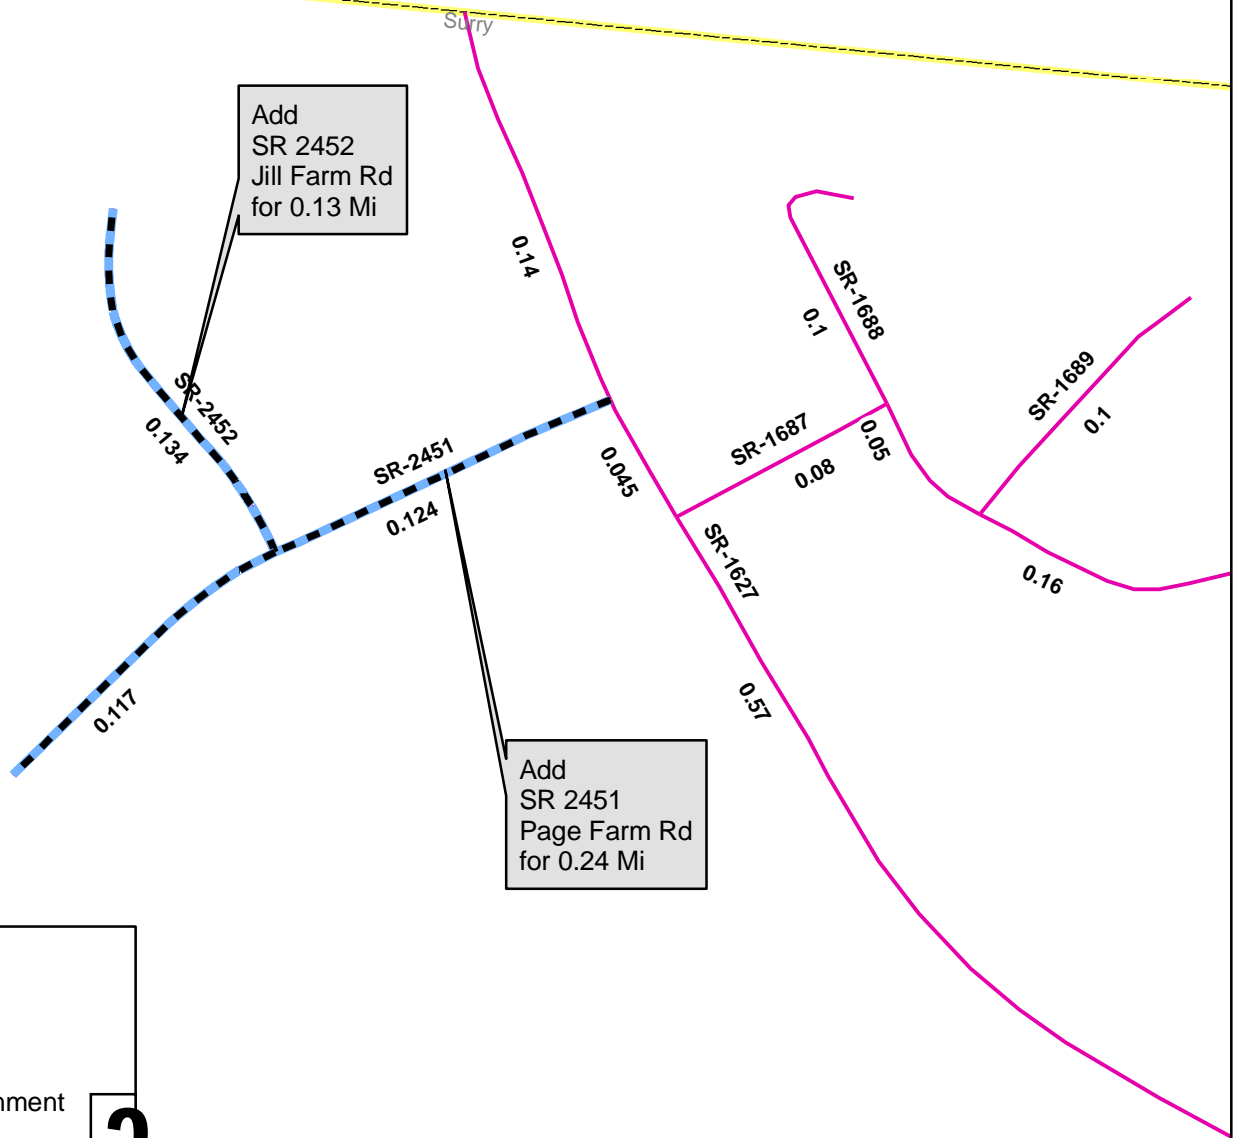 Surry
Add
SR 2452
Jill Farm Rd
for 0.13 Mi
0.14
SR-1688
0.1
SR-1689
0.1
SR-2452
0.134
SR-2451
0.124
0.045
SR-1687
0.08
0.05
SR-1627
0.16
0.117
0.57
Add
SR 2451
Page Farm Rd
for 0.24 Mi